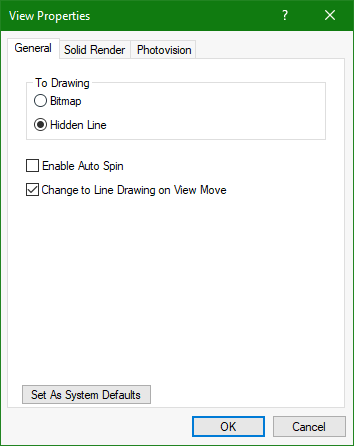 View Properties
General Solid Render Photovision
To Drawing
Bitmap
Hidden Line
Enable Auto Spin
Change to Line Drawing on View Move
Set As System Defaults
OK Cancel